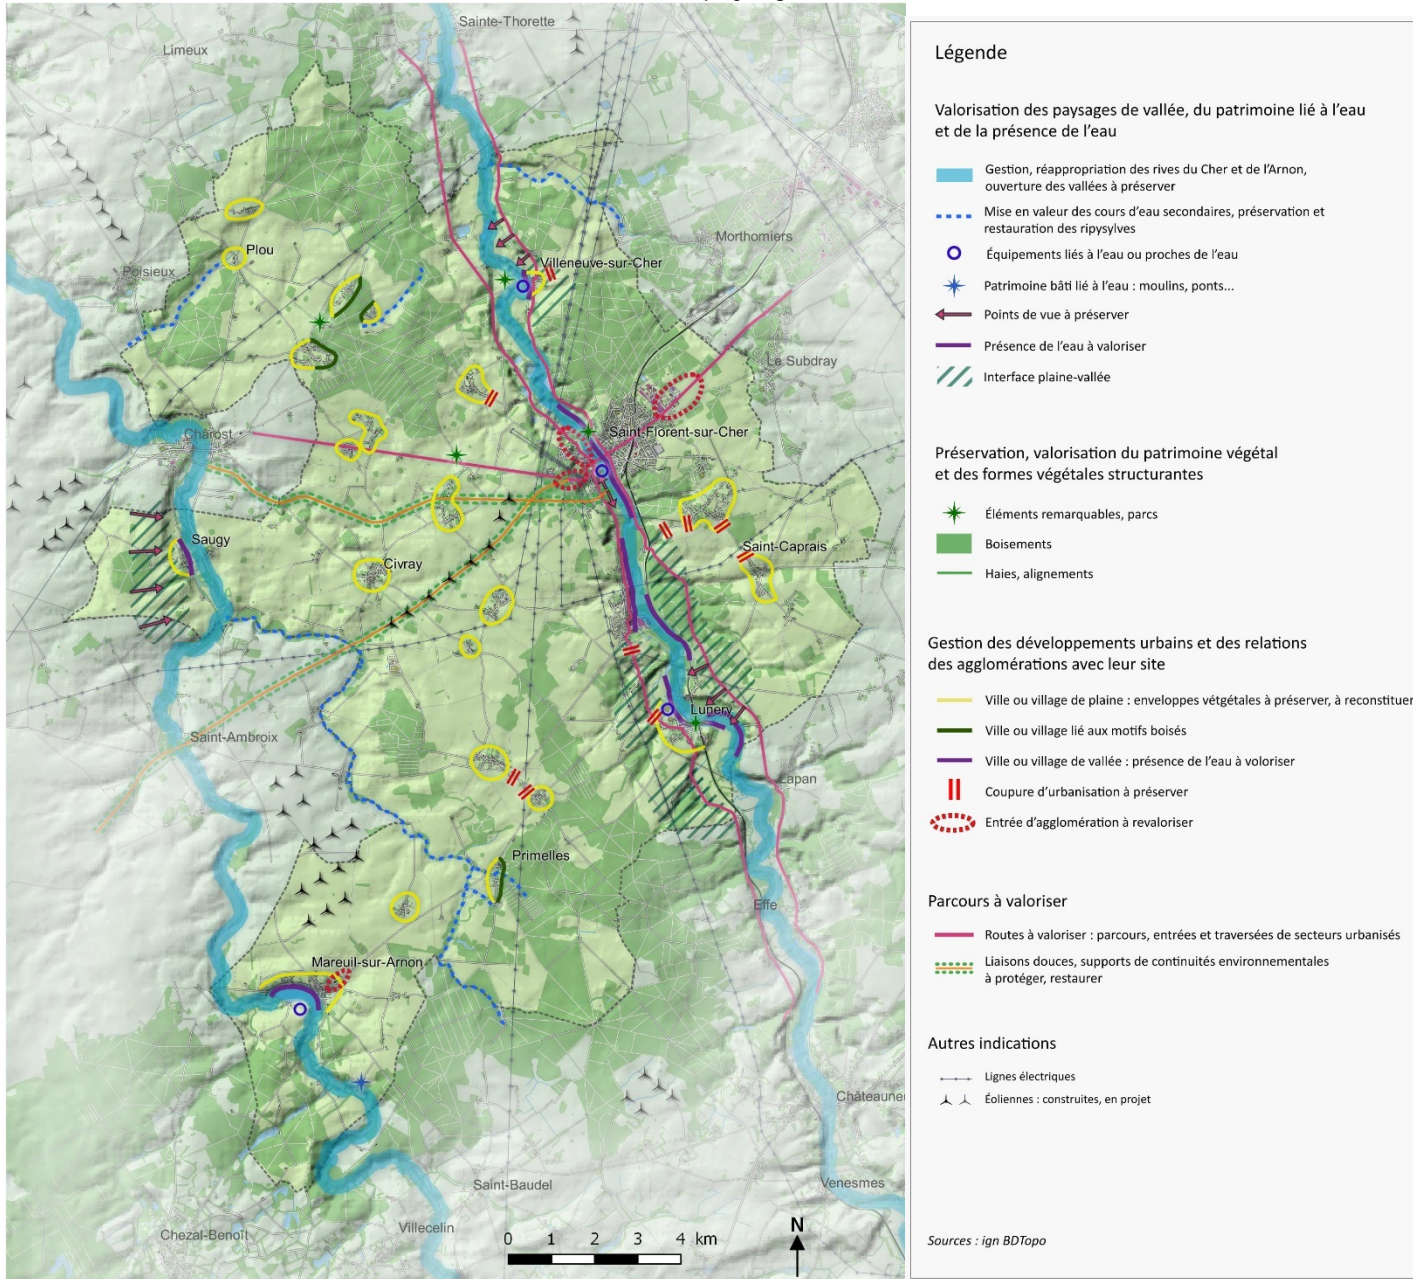 Sainte-Thorette
Limeux
Plou
Poisieux
Morthomiers
Villeneuve-sur-Cher
Le Subdray
Chârost
Saint-Florent-sur-Cher
Saugy
Civray
Saint-Caprais
Saint-Ambroix
Lunery
Lapan
Primelles
Effe
Mareuil-sur-Arnon
Châteauneu
Saint-Baudel
Venesmes
Chezal-Benoît
Villecelin
0 1 2 3 4 km
N
Légende
Valorisation des paysages de vallée, du patrimoine lié à l'eau
et de la présence de l'eau
Gestion, réappropriation des rives du Cher et de l'Arnon,
ouverture des vallées à préserver
Mise en valeur des cours d'eau secondaires, préservation et
restauration des ripysylves
Équipements liés à l'eau ou proches de l'eau
Patrimoine bâti lié à l'eau : moulins, ponts...
Points de vue à préserver
Présence de l'eau à valoriser
Interface plaine-vallée
Préservation, valorisation du patrimoine végétal
et des formes végétales structurantes
Éléments remarquables, parcs
Boisements
Haies, alignements
Gestion des développements urbains et des relations
des agglomérations avec leur site
Ville ou village de plaine : enveloppes vétgétales à préserver, à reconstituer
Ville ou village lié aux motifs boisés
Ville ou village de vallée : présence de l'eau à voloriser
Coupure d'urbanisation à préserver
Entrée d'agglomération à revaloriser
Parcours à valoriser
Routes à valoriser : parcours, entrées et traversées de secteurs urbanisés
Liaisons douces, supports de continuités environnementales
à protéger, restaurer
Autres indications
Lignes électriques
Éoliennes : construites, en projet
Sources : ign BDTopo